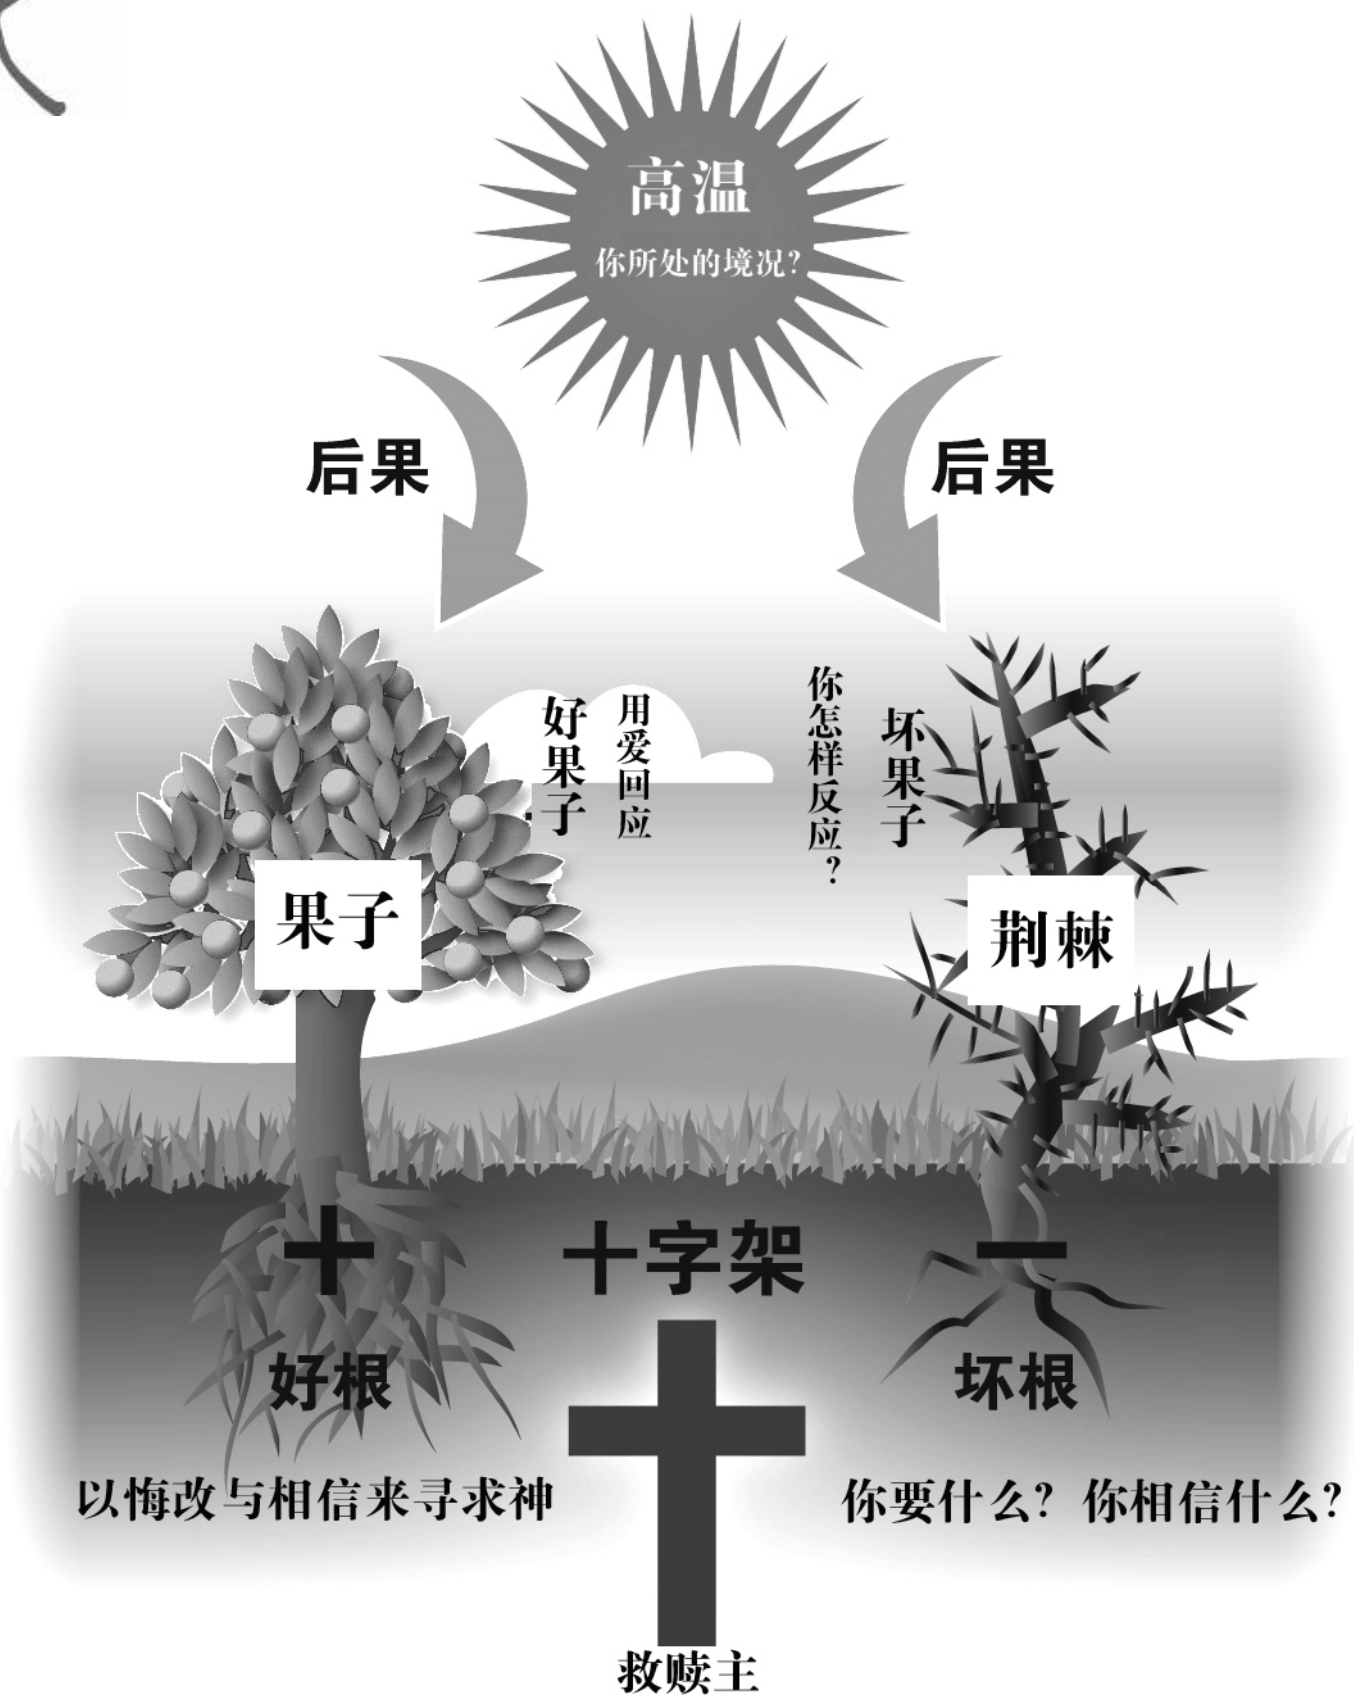 高温
你所处的境况?
后果
后果
好果子
用爱回应
你怎样反应?
坏果子
果子
荆棘
十字架
好根
坏根
以悔改与相信来寻求神
你要什么? 你相信什么?
救赎主